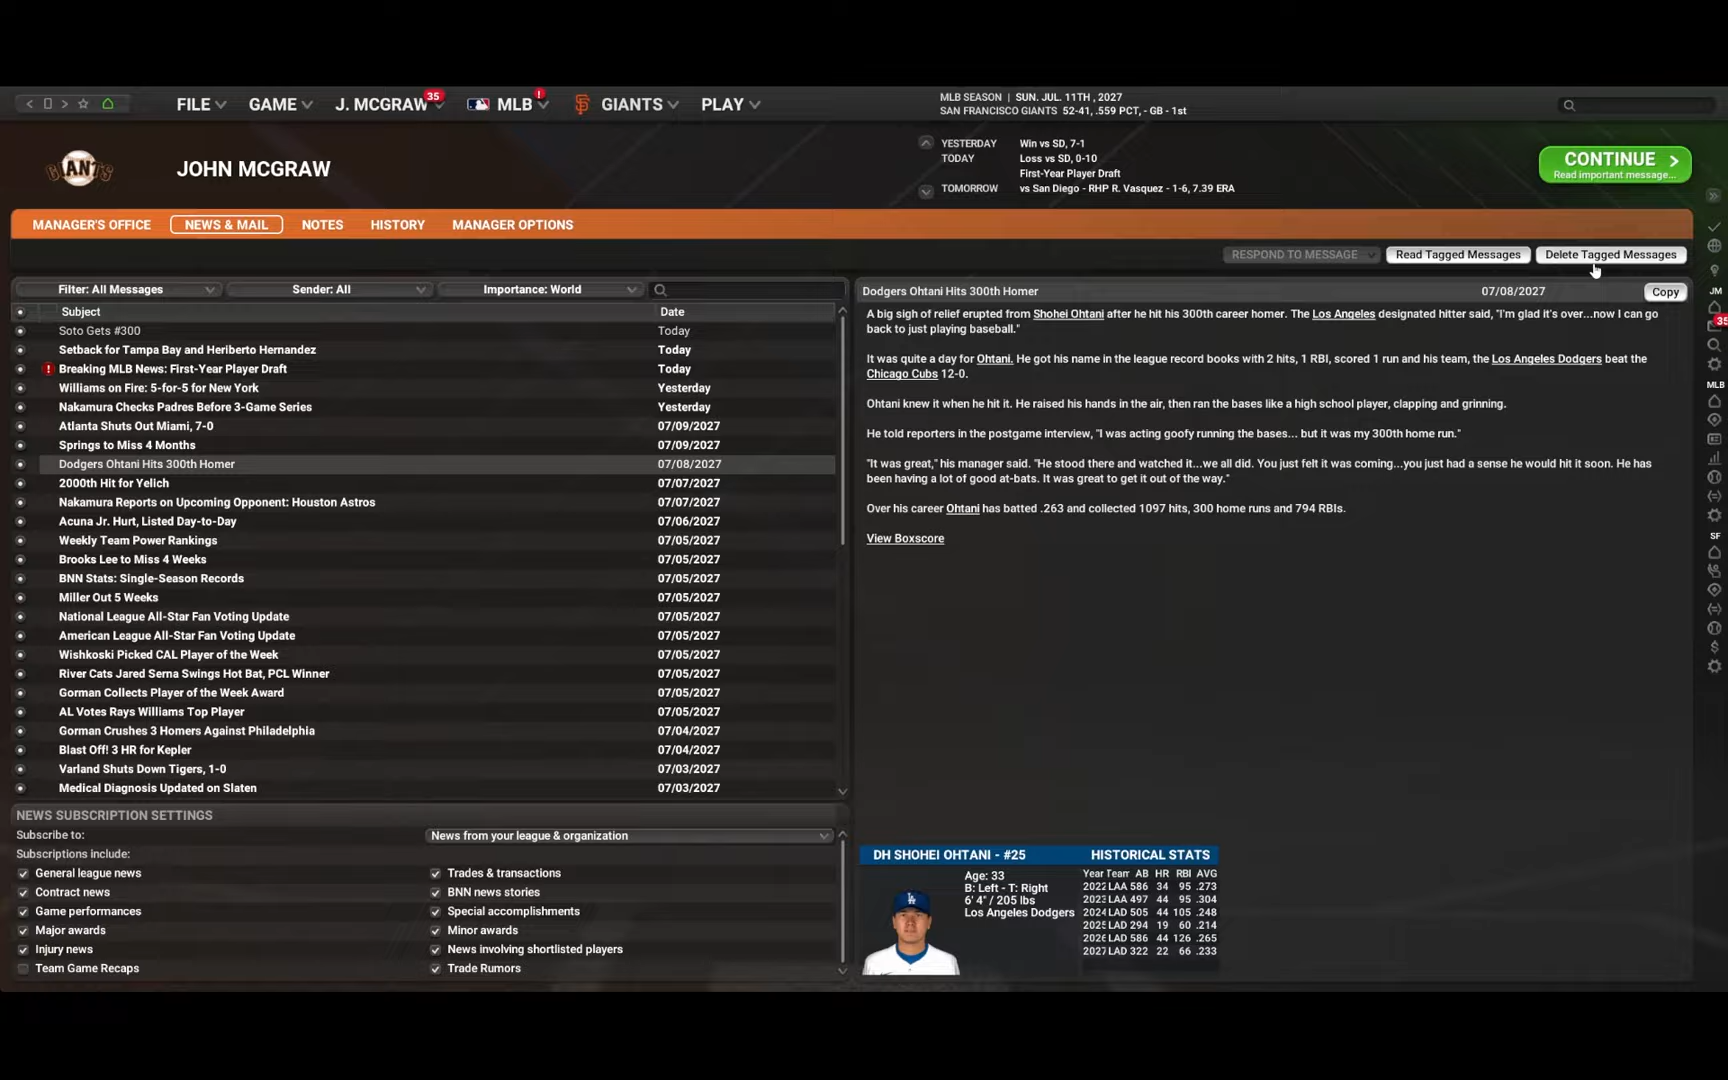 FILE GAME J. MCGRAW 35 MLB ! GIANTS PLAY
MLB SEASON | SUN. JUL. 11TH , 2027
SAN FRANCISCO GIANTS 52-41, .559 PCT, - GB - 1st
GIANTS
JOHN MCGRAW
YESTERDAY Win vs SD, 7-1
TODAY Loss vs SD, 0-10
First-Year Player Draft
TOMORROW vs San Diego - RHP R. Vasquez - 1-6, 7.39 ERA
CONTINUE
Read important message...
MANAGER'S OFFICE NEWS & MAIL NOTES HISTORY MANAGER OPTIONS
RESPOND TO MESSAGE Read Tagged Messages Delete Tagged Messages
Filter: All Messages Sender: All Importance: World
Subject Date
Soto Gets #300 Today
Setback for Tampa Bay and Heriberto Hernandez Today
! Breaking MLB News: First-Year Player Draft Today
Williams on Fire: 5-for-5 for New York Yesterday
Nakamura Checks Padres Before 3-Game Series Yesterday
Atlanta Shuts Out Miami, 7-0 07/09/2027
Springs to Miss 4 Months 07/09/2027
Dodgers Ohtani Hits 300th Homer 07/08/2027
2000th Hit for Yelich 07/07/2027
Nakamura Reports on Upcoming Opponent: Houston Astros 07/07/2027
Acuna Jr. Hurt, Listed Day-to-Day 07/06/2027
Weekly Team Power Rankings 07/05/2027
Brooks Lee to Miss 4 Weeks 07/05/2027
BNN Stats: Single-Season Records 07/05/2027
Miller Out 5 Weeks 07/05/2027
National League All-Star Fan Voting Update 07/05/2027
American League All-Star Fan Voting Update 07/05/2027
Wishkoski Picked CAL Player of the Week 07/05/2027
River Cats Jared Serna Swings Hot Bat, PCL Winner 07/05/2027
Gorman Collects Player of the Week Award 07/05/2027
AL Votes Rays Williams Top Player 07/05/2027
Gorman Crushes 3 Homers Against Philadelphia 07/04/2027
Blast Off! 3 HR for Kepler 07/04/2027
Varland Shuts Down Tigers, 1-0 07/03/2027
Medical Diagnosis Updated on Slaten 07/03/2027
NEWS SUBSCRIPTION SETTINGS
Subscribe to: News from your league & organization
Subscriptions include:
General league news Trades & transactions
Contract news BNN news stories
Game performances Special accomplishments
Major awards Minor awards
Injury news News involving shortlisted players
Team Game Recaps Trade Rumors
Dodgers Ohtani Hits 300th Homer 07/08/2027 Copy
A big sigh of relief erupted from Shohei Ohtani after he hit his 300th career homer. The Los Angeles designated hitter said, "I'm glad it's over...now I can go
back to just playing baseball."
It was quite a day for Ohtani. He got his name in the league record books with 2 hits, 1 RBI, scored 1 run and his team, the Los Angeles Dodgers beat the
Chicago Cubs 12-0.
Ohtani knew it when he hit it. He raised his hands in the air, then ran the bases like a high school player, clapping and grinning.
He told reporters in the postgame interview, "I was acting goofy running the bases... but it was my 300th home run."
"It was great," his manager said. "He stood there and watched it...we all did. You just felt it was coming...you just had a sense he would hit it soon. He has
been having a lot of good at-bats. It was great to get it out of the way."
Over his career Ohtani has batted .263 and collected 1097 hits, 300 home runs and 794 RBIs.
View Boxscore
DH SHOHEI OHTANI - #25 HISTORICAL STATS
Age: 33
B: Left - T: Right
6' 4" / 205 lbs
Los Angeles Dodgers
Year Team AB HR RBI AVG
2022 LAA 586 34 95 .273
2023 LAA 497 44 95 .304
2024 LAD 505 44 105 .248
2025 LAD 294 19 60 .214
2026 LAD 586 44 126 .265
2027 LAD 322 22 66 .233
JM
35
MLB
SF